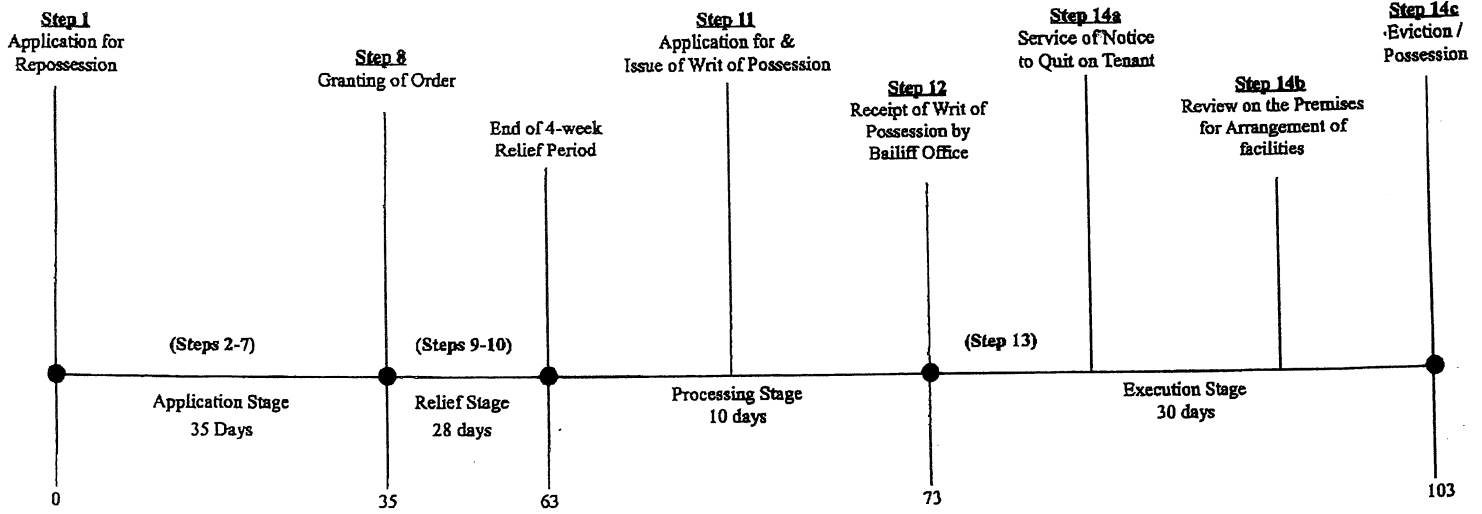 Step 1
Application for
Repossession
Step 8
Granting of Order
End of 4-week
Relief Period
Step 11
Application for &
Issue of Writ of Possession
Step 12
Receipt of Writ of
Possession by
Bailiff Office
Step 14a
Service of Notice
to Quit on Tenant
Step 14b
Review on the Premises
for Arrangement of
facilities
Step 14c
Eviction /
Possession
(Steps 2-7)
(Steps 9-10)
(Step 13)
Application Stage
35 Days
Relief Stage
28 days
Processing Stage
10 days
Execution Stage
30 days
0
35
63
73
103